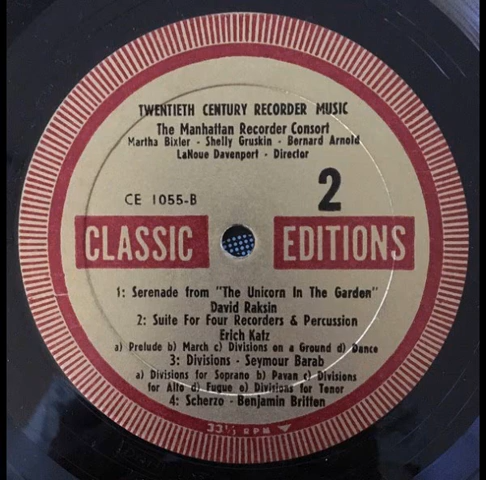 TWENTIETH CENTURY RECORDER MUSIC
The Manhattan Recorder Consort
Martha Bixler - Shelly Gruskin - Bernard Arnold
LaNoue Davenport - Director
CE 1055-B
2
CLASSIC EDITIONS
1: Serenade from "The Unicorn In The Garden"
David Raksin
2: Suite For Four Recorders & Percussion
Erich Katz
a) Prelude b) March c) Divisions on a Ground d) Dance
3: Divisions - Seymour Barab
a) Divisions for Soprano b) Pavan c) Divisions
for Alto d) Fugue e) Divisions for Tenor
4: Scherzo - Benjamin Britten
33⅓ RPM